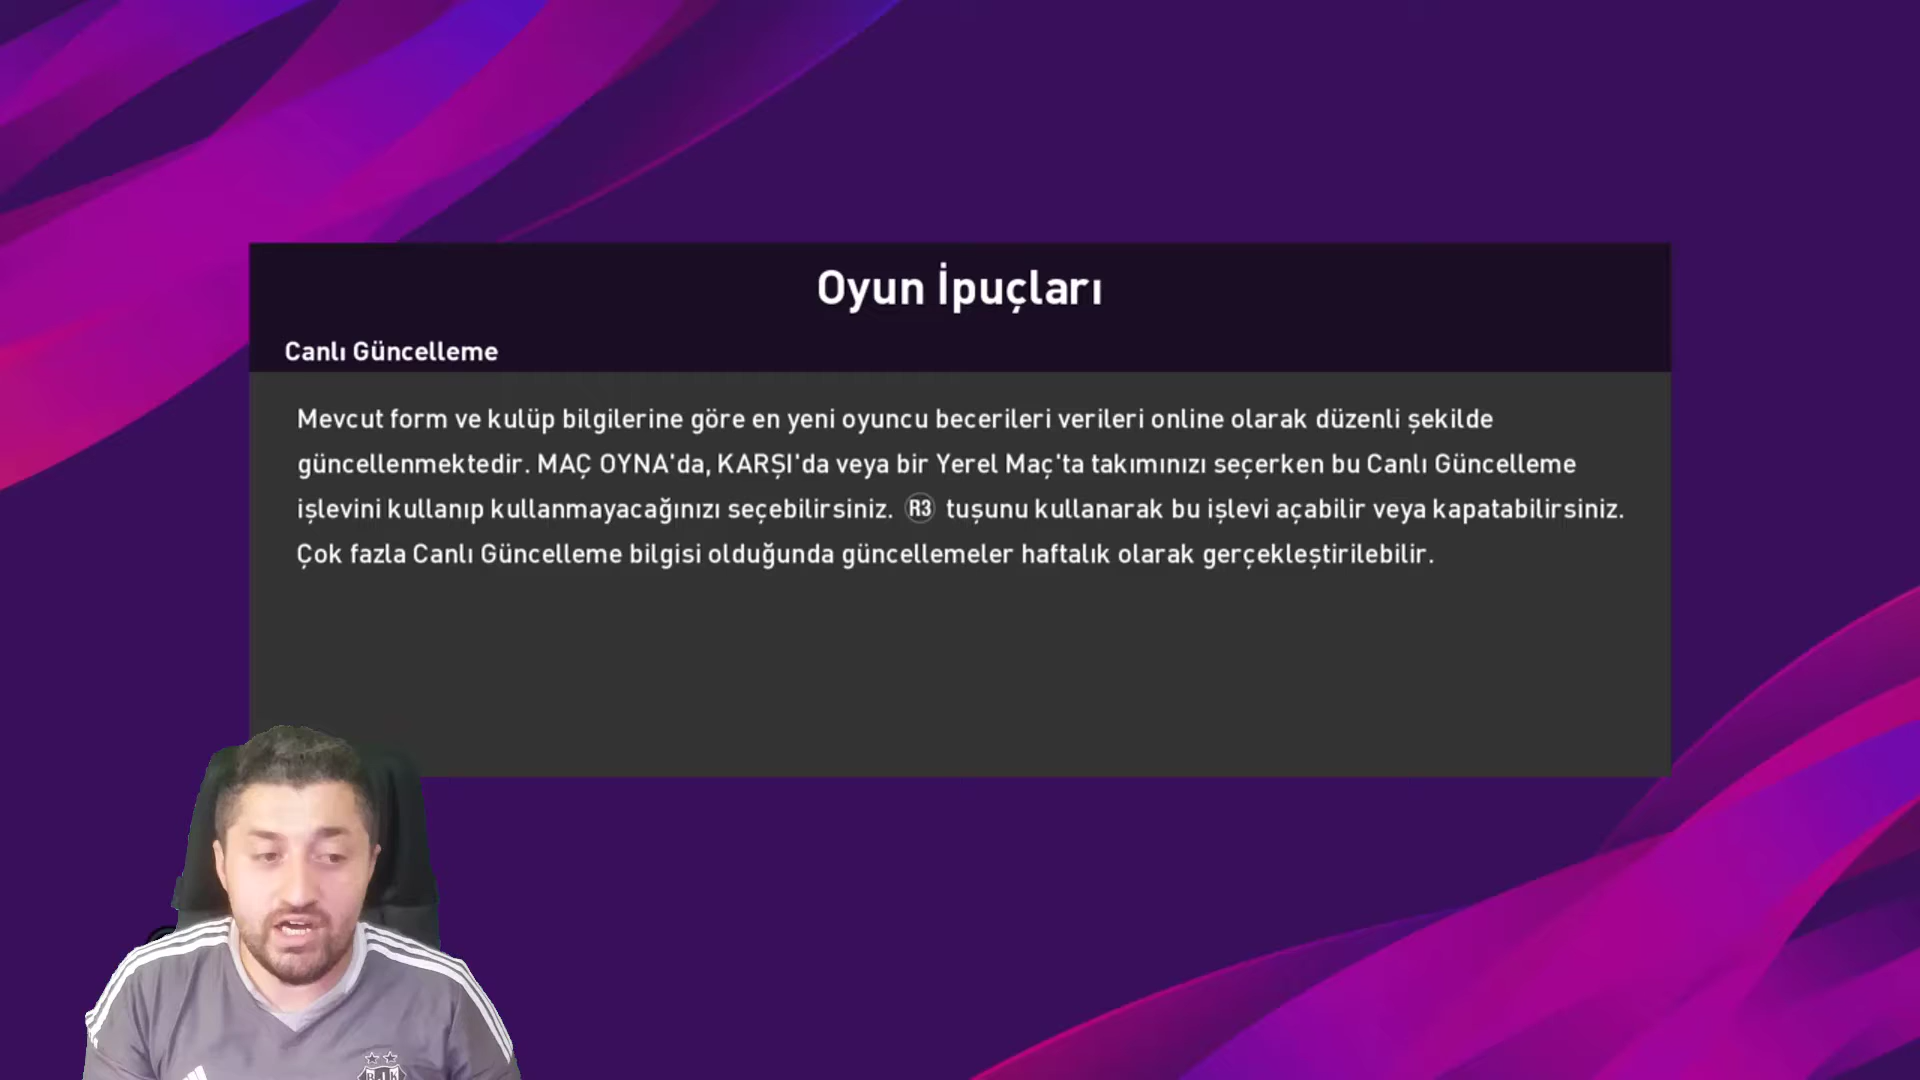 Oyun İpuçları
Canlı Güncelleme
Mevcut form ve kulüp bilgilerine göre en yeni oyuncu becerileri verileri online olarak düzenli şekilde
güncellenmektedir. MAÇ OYNA'da, KARŞI'da veya bir Yerel Maç'ta takımınızı seçerken bu Canlı Güncelleme
işlevini kullanıp kullanmayacağınızı seçebilirsiniz. R3 tuşunu kullanarak bu işlevi açabilir veya kapatabilirsiniz.
Çok fazla Canlı Güncelleme bilgisi olduğunda güncellemeler haftalık olarak gerçekleştirilebilir.